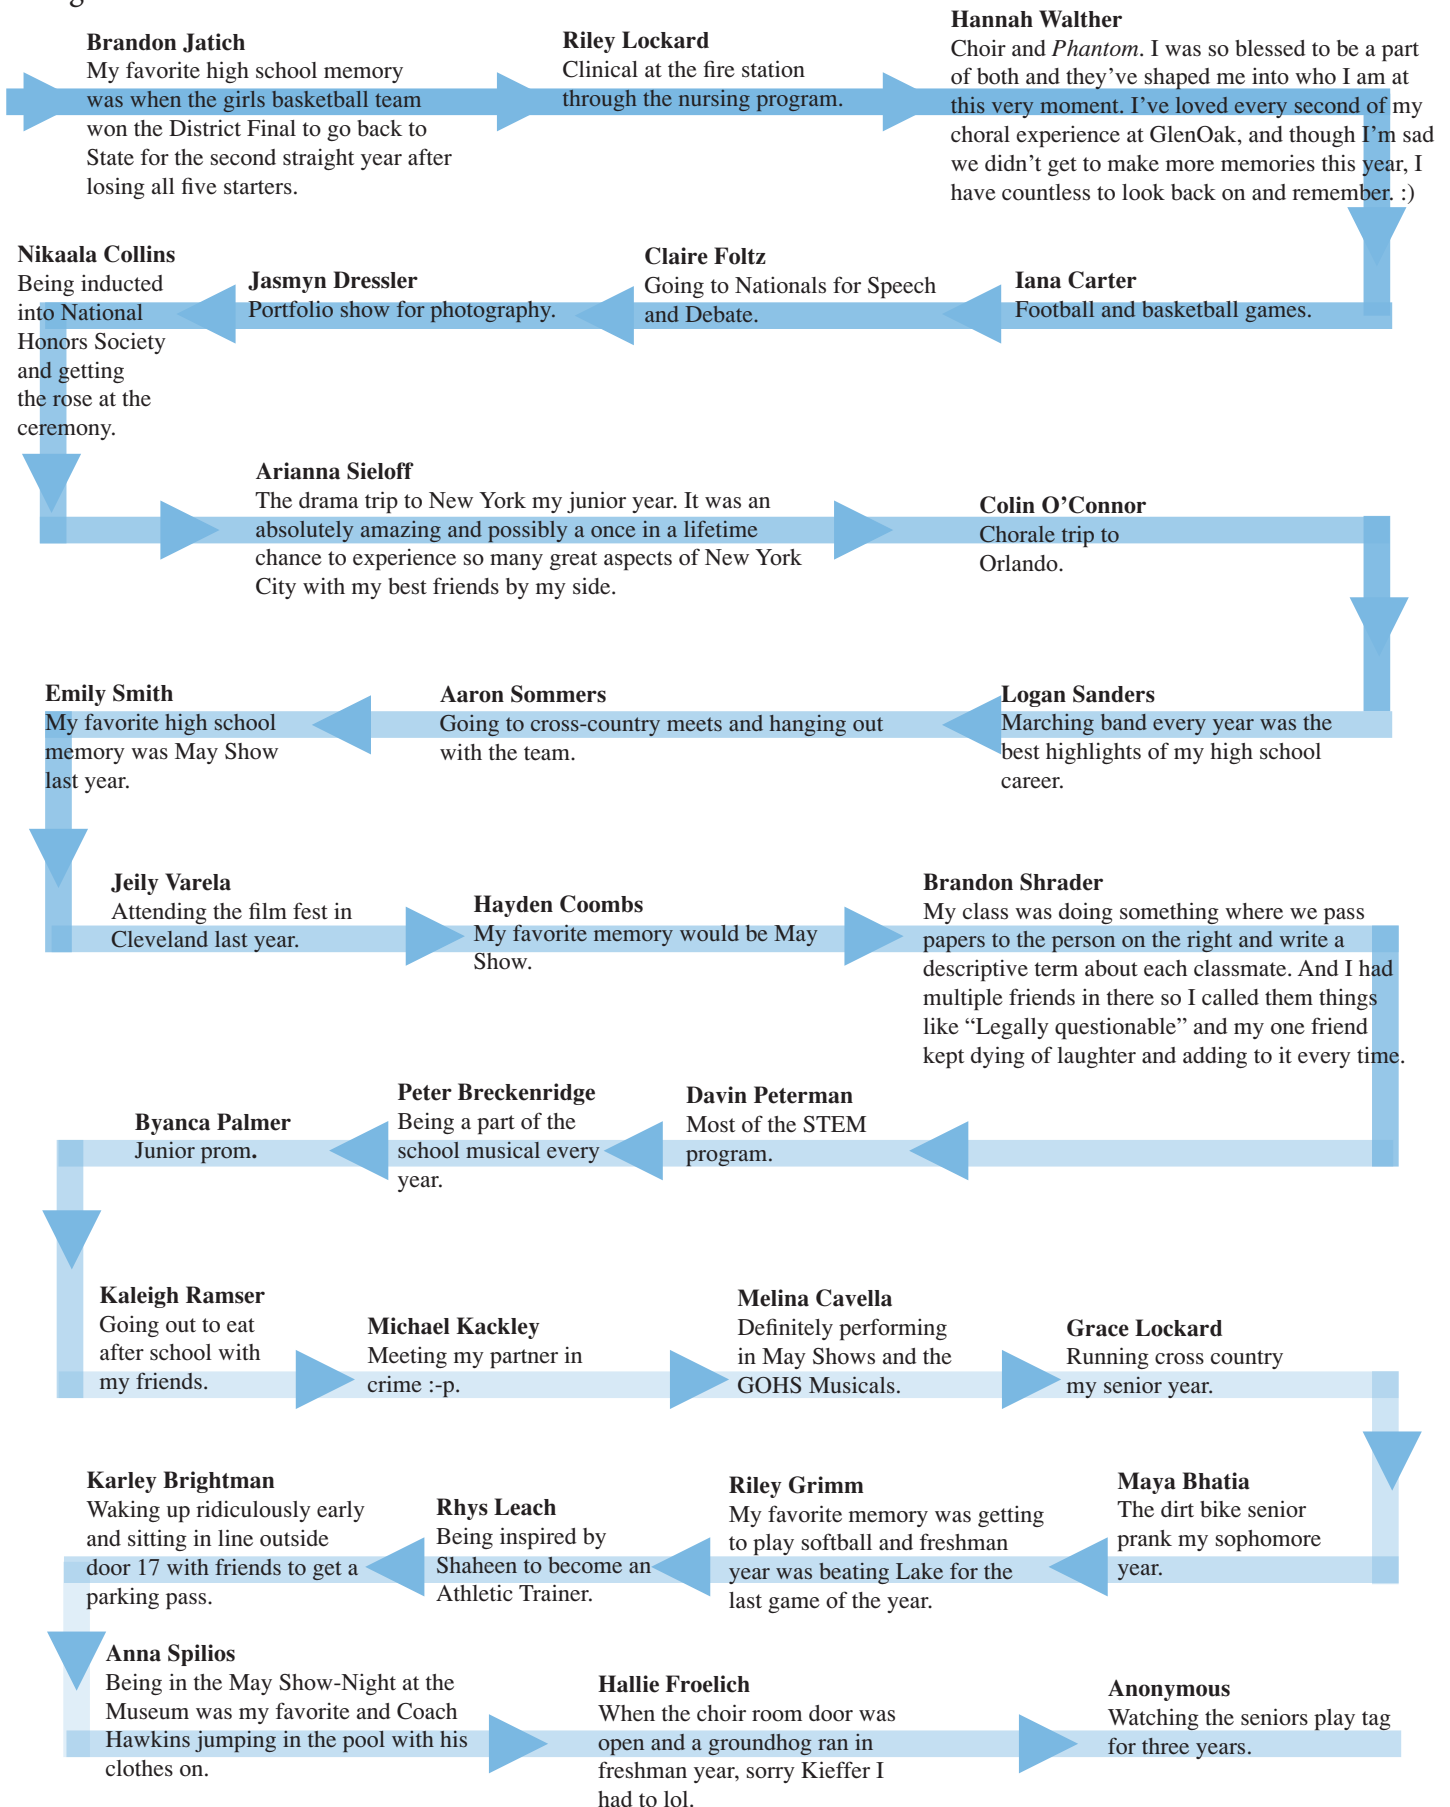 Brandon Jatich
My favorite high school memory
was when the girls basketball team
won the District Final to go back to
State for the second straight year after
losing all five starters.
Riley Lockard
Clinical at the fire station
through the nursing program.
Hannah Walther
Choir and Phantom. I was so blessed to be a part
of both and they've shaped me into who I am at
this very moment. I've loved every second of my
choral experience at GlenOak, and though I'm sad
we didn't get to make more memories this year, I
have countless to look back on and remember. :)
Iana Carter
Football and basketball games.
Claire Foltz
Going to Nationals for Speech
and Debate.
Jasmyn Dressler
Portfolio show for photography.
Nikaala Collins
Being inducted
into National
Honors Society
and getting
the rose at the
ceremony.
Arianna Sieloff
The drama trip to New York my junior year. It was an
absolutely amazing and possibly a once in a lifetime
chance to experience so many great aspects of New York
City with my best friends by my side.
Colin O'Connor
Chorale trip to
Orlando.
Logan Sanders
Marching band every year was the
best highlights of my high school
career.
Aaron Sommers
Going to cross-country meets and hanging out
with the team.
Emily Smith
My favorite high school
memory was May Show
last year.
Jeily Varela
Attending the film fest in
Cleveland last year.
Hayden Coombs
My favorite memory would be May
Show.
Brandon Shrader
My class was doing something where we pass
papers to the person on the right and write a
descriptive term about each classmate. And I had
multiple friends in there so I called them things
like “Legally questionable” and my one friend
kept dying of laughter and adding to it every time.
Davin Peterman
Most of the STEM
program.
Peter Breckenridge
Being a part of the
school musical every
year.
Byanca Palmer
Junior prom.
Kaleigh Ramser
Going out to eat
after school with
my friends.
Michael Kackley
Meeting my partner in
crime :-p.
Melina Cavella
Definitely performing
in May Shows and the
GOHS Musicals.
Grace Lockard
Running cross country
my senior year.
Maya Bhatia
The dirt bike senior
prank my sophomore
year.
Riley Grimm
My favorite memory was getting
to play softball and freshman
year was beating Lake for the
last game of the year.
Rhys Leach
Being inspired by
Shaheen to become an
Athletic Trainer.
Karley Brightman
Waking up ridiculously early
and sitting in line outside
door 17 with friends to get a
parking pass.
Anna Spilios
Being in the May Show-Night at the
Museum was my favorite and Coach
Hawkins jumping in the pool with his
clothes on.
Hallie Froelich
When the choir room door was
open and a groundhog ran in
freshman year, sorry Kieffer I
had to lol.
Anonymous
Watching the seniors play tag
for three years.